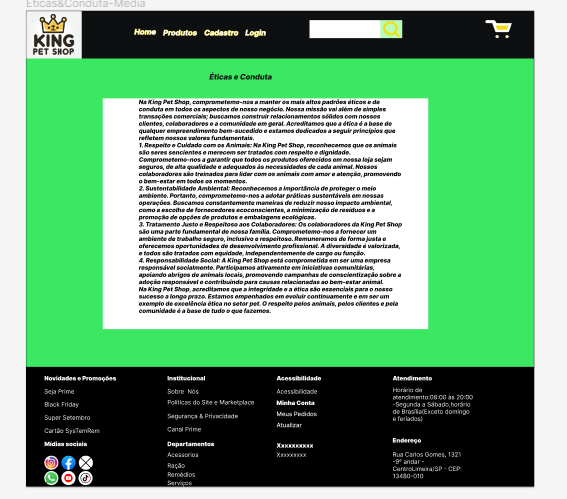 Eticas&Conduta-Média
KING
PET SHOP
Home Produtos Cadastro Login
Éticas e Conduta
Na King Pet Shop, comprometemo-nos a manter os mais altos padrões éticos e de
conduta em todos os aspectos de nosso negócio. Nossa missão vai além de simples
transações comerciais; buscamos construir relacionamentos sólidos com nossos
clientes, colaboradores e a comunidade em geral. Acreditamos que a ética é a base de
qualquer empreendimento bem-sucedido e estamos dedicados a seguir princípios que
refletem nossos valores fundamentais.
1. Respeito e Cuidado com os Animais: Na King Pet Shop, reconhecemos que os animais
são seres sencientes e merecem ser tratados com respeito e dignidade.
Comprometemo-nos a garantir que todos os produtos oferecidos em nossa loja sejam
seguros, de alta qualidade e adequados às necessidades de cada animal. Nossos
colaboradores são treinados para lidar com os animais com amor e atenção, promovendo
o bem-estar em todos os momentos.
2. Sustentabilidade Ambiental: Reconhecemos a importância de proteger o meio
ambiente. Portanto, comprometemo-nos a adotar práticas sustentáveis em nossas
operações. Buscamos constantemente maneiras de reduzir nosso impacto ambiental,
como a escolha de fornecedores ecoconscientes, a minimização de resíduos e a
promoção de opções de produtos e embalagens ecológicas.
3. Tratamento Justo e Respeitoso aos Colaboradores: Os colaboradores da King Pet Shop
são uma parte fundamental de nossa família. Comprometemo-nos a fornecer um
ambiente de trabalho seguro, inclusivo e respeitoso. Remuneramos de forma justa e
oferecemos oportunidades de desenvolvimento profissional. A diversidade é valorizada,
e todos são tratados com equidade, independentemente de cargo ou função.
4. Responsabilidade Social: A King Pet Shop está comprometida em ser uma empresa
responsável socialmente. Participamos ativamente em iniciativas comunitárias,
apoiando abrigos de animais locais, promovendo campanhas de conscientização sobre a
adoção responsável e contribuindo para causas relacionadas ao bem-estar animal.
Na King Pet Shop, acreditamos que a integridade e a ética são essenciais para o nosso
sucesso a longo prazo. Estamos empenhados em evoluir continuamente e em ser um
exemplo de excelência ética no setor pet. O respeito pelos animais, pelos clientes e pela
comunidade é a base de tudo o que fazemos.
Novidades e Promoções
Seja Prime
Black Friday
Super Setembro
Cartão SysTemRem
Mídias sociais
Institucional
Sobre Nós
Políticas do Site e Marketplace
Segurança & Privacidade
Canal Prime
Departamentos
Acessorios
Ração
Remédios
Serviços
Acessibilidade
Acessibilidade
Minha Conta
Meus Pedidos
Atualizar
Xxxxxxxxxx
Xxxxxxxxx
Atendimento
Horário de
atendimento:08:00 às 20:00
-Segunda a Sábado,horário
de Brasília(Exceto domingo
e feriados)
Endereço
Rua Carlos Gomes, 1321
-9º andar -
CentroLimeira/SP - CEP:
13480-010